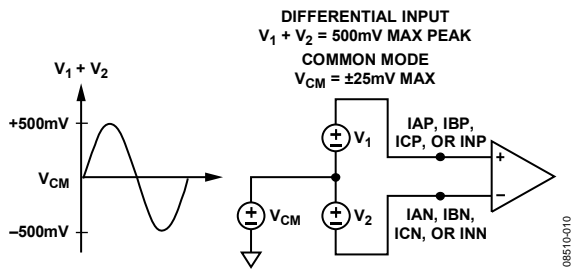 DIFFERENTIAL INPUT
V1 + V2 = 500mV MAX PEAK
COMMON MODE
VCM = ±25mV MAX
V1 + V2
+500mV
VCM
–500mV
V1
VCM
V2
IAP, IBP,
ICP, OR INP
+
–
IAN, IBN,
ICN, OR INN
08510-010